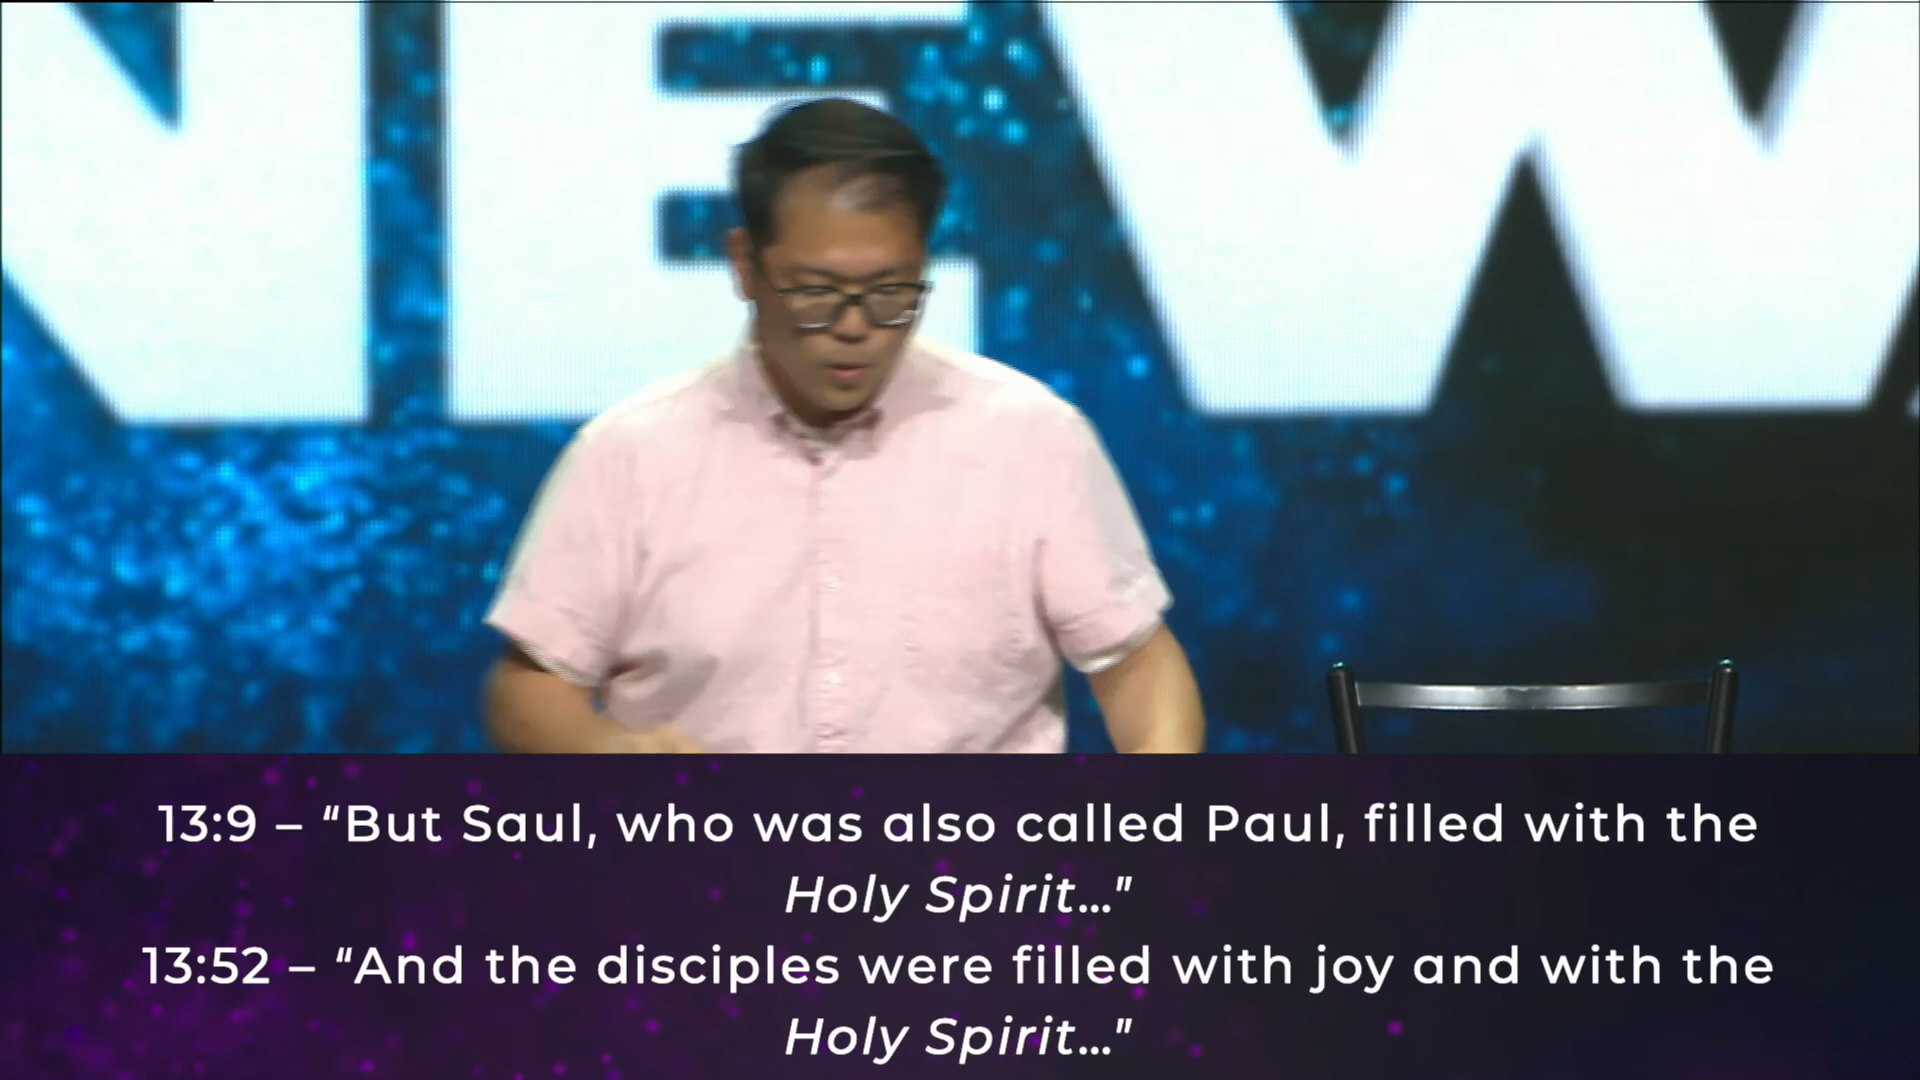 NEW
13:9 – “But Saul, who was also called Paul, filled with the
Holy Spirit…”
13:52 – “And the disciples were filled with joy and with the
Holy Spirit…”